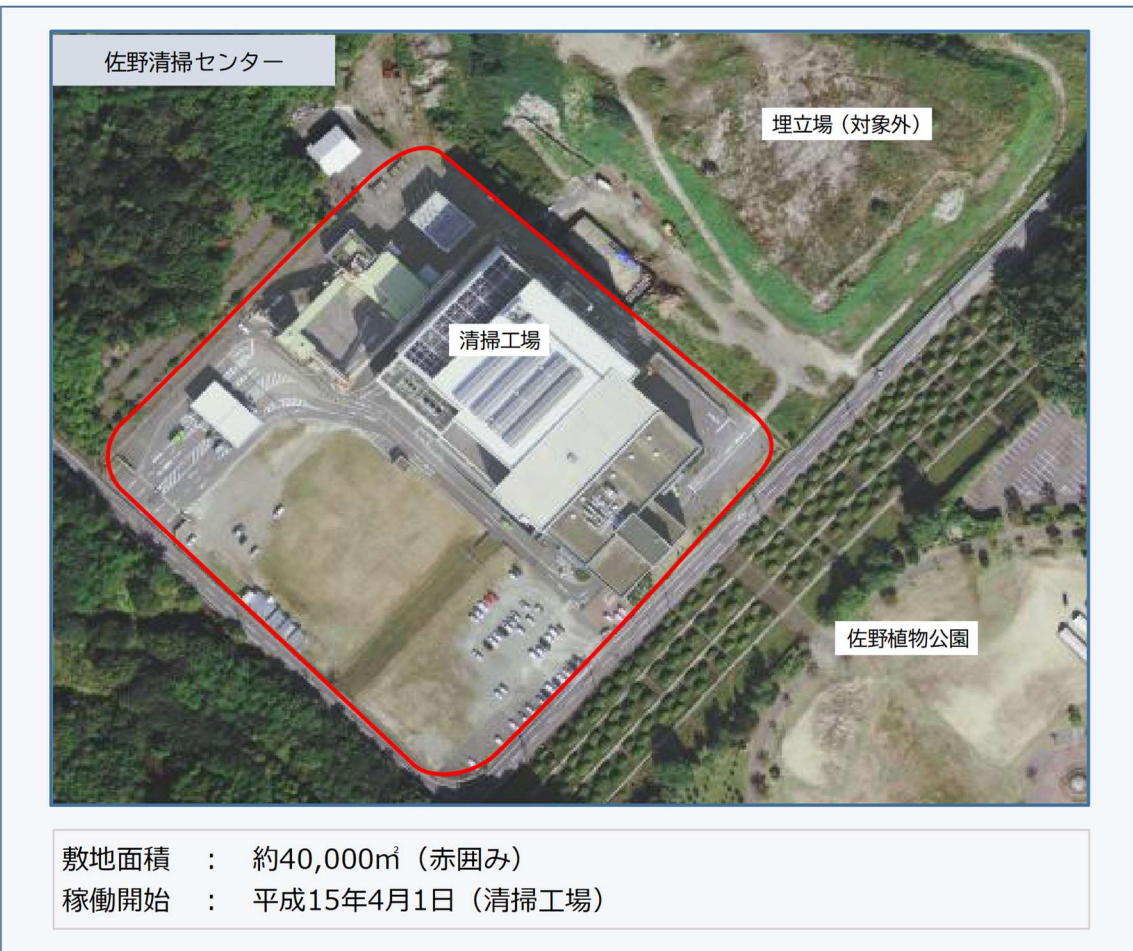 佐野清掃センター
埋立場（対象外）
清掃工場
佐野植物公園
敷地面積　：　約40,000㎡（赤囲み）
稼働開始　：　平成15年4月1日（清掃工場）